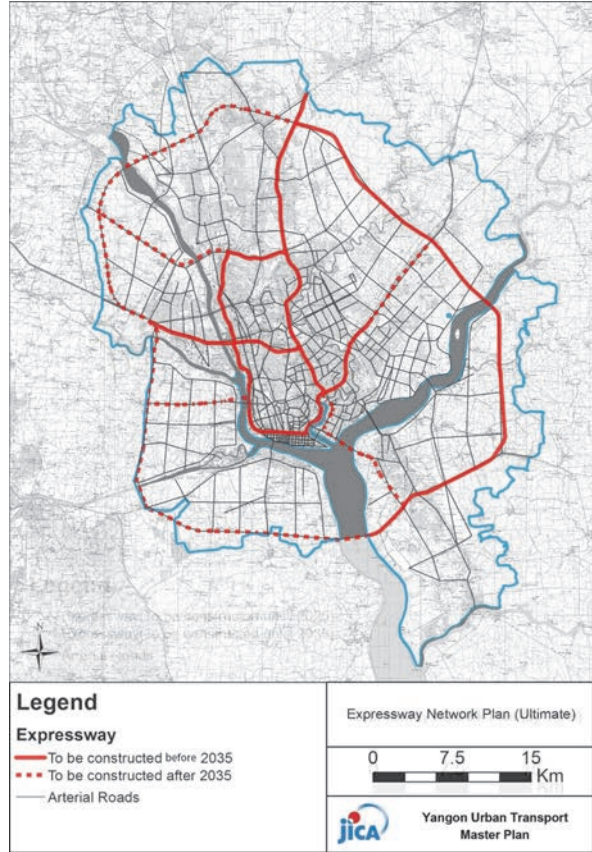 N
Legend
Expressway
To be constructed before 2035
To be constructed after 2035
Arterial Roads
Expressway Network Plan (Ultimate)
0 7.5 15
Km
jICA
Yangon Urban Transport
Master Plan